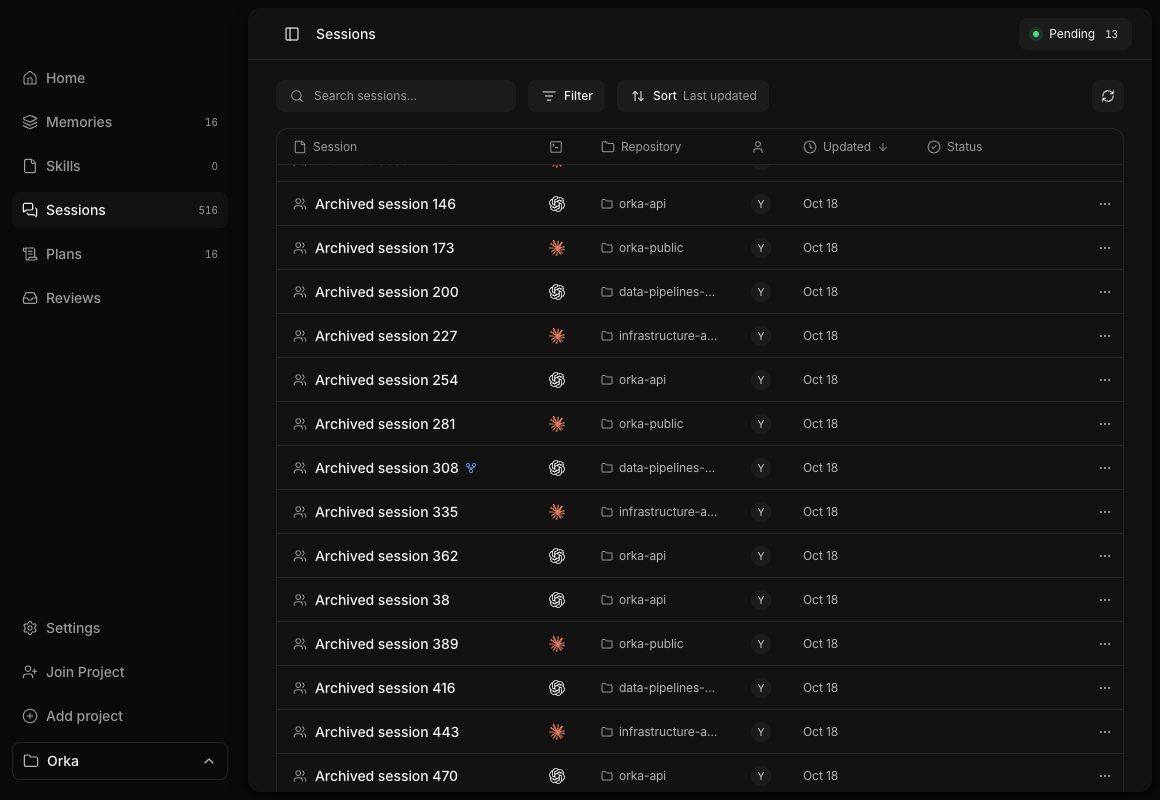 Sessions
Pending 13
Home
Memories 16
Skills 0
Sessions 516
Plans 16
Reviews
Settings
Join Project
Add project
Orka
Search sessions...
Filter
Sort Last updated
Session Repository Updated Status
Archived session 146 orka-api Y Oct 18
Archived session 173 orka-public Y Oct 18
Archived session 200 data-pipelines-... Y Oct 18
Archived session 227 infrastructure-a... Y Oct 18
Archived session 254 orka-api Y Oct 18
Archived session 281 orka-public Y Oct 18
Archived session 308 data-pipelines-... Y Oct 18
Archived session 335 infrastructure-a... Y Oct 18
Archived session 362 orka-api Y Oct 18
Archived session 38 orka-api Y Oct 18
Archived session 389 orka-public Y Oct 18
Archived session 416 data-pipelines-... Y Oct 18
Archived session 443 infrastructure-a... Y Oct 18
Archived session 470 orka-api Y Oct 18